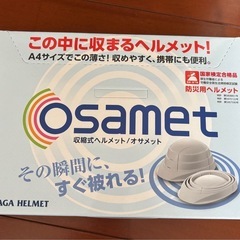 この中に収まるヘルメット!
A4サイズでこの薄さ!収めやすく、携帯にも便利。
国家検定合格品
防災用ヘルメット
osamet
収縮式ヘルメット/オサメット
その瞬間に、
すぐ被れる!
AGA HELMET